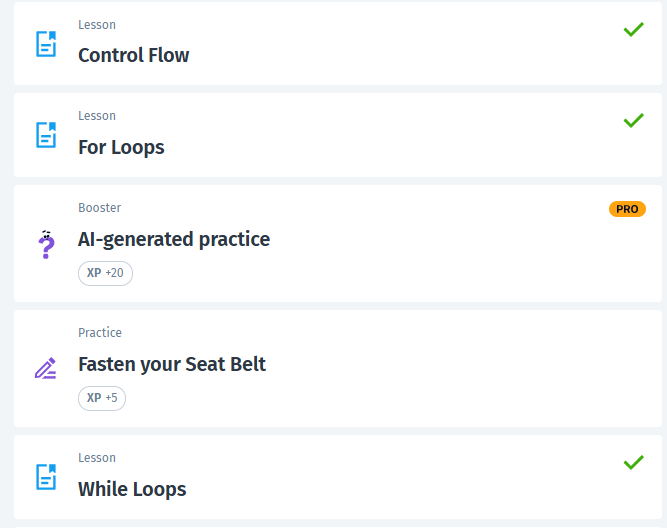 Lesson
Control Flow
Lesson
For Loops
Booster
PRO
AI-generated practice
XP +20
Practice
Fasten your Seat Belt
XP +5
Lesson
While Loops